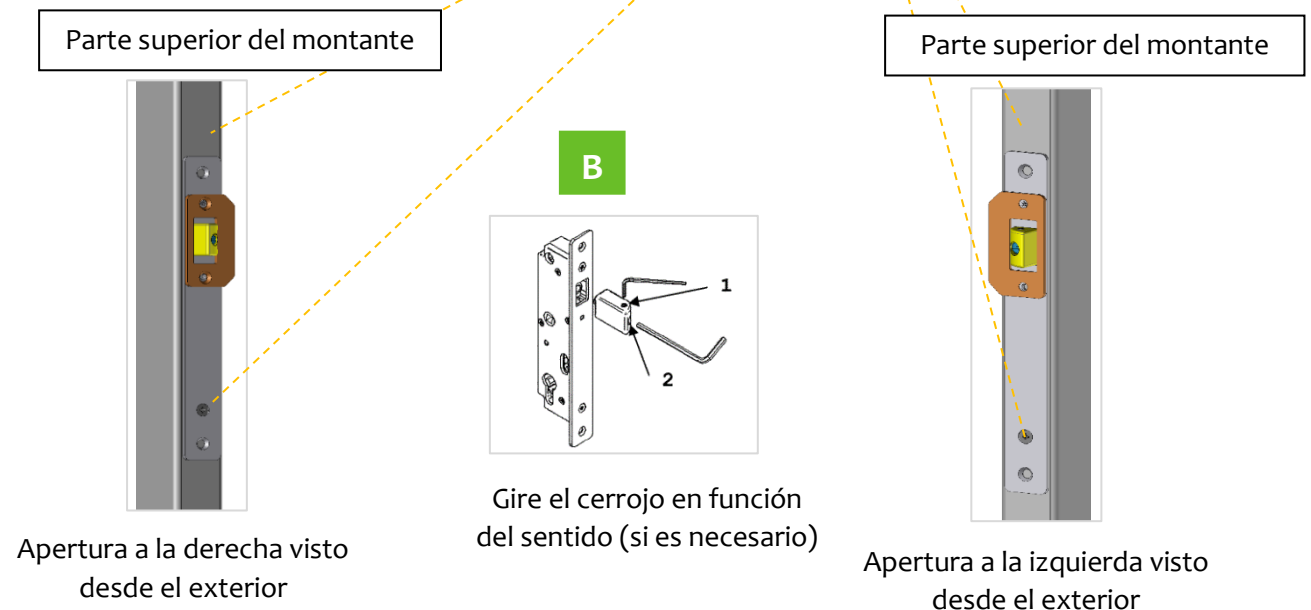 Parte superior del montante
Parte superior del montante
B
1
2
Gire el cerrojo en función
del sentido (si es necesario)
Apertura a la derecha visto
desde el exterior
Apertura a la izquierda visto
desde el exterior